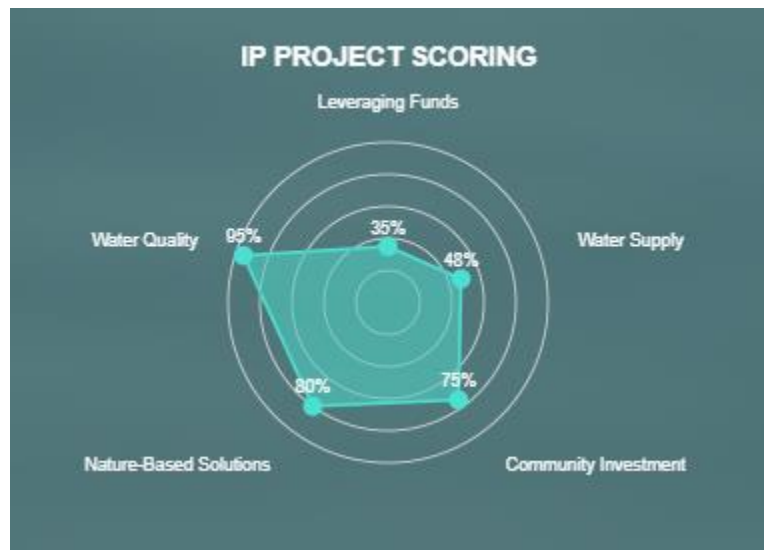 IP PROJECT SCORING
Leveraging Funds
Water Quality
95%
35%
48%
Water Supply
80%
75%
Nature-Based Solutions
Community Investment